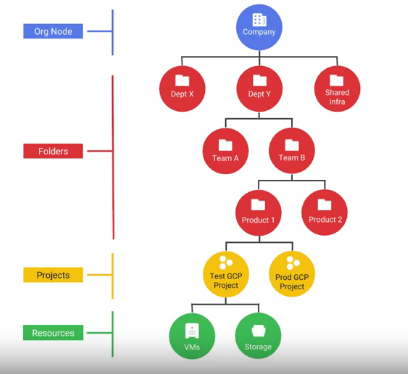 Org Node
Company
Dept X
Dept Y
Shared
infra
Folders
Team A
Team B
Product 1
Product 2
Projects
Test GCP
Project
Prod GCP
Project
Resources
VMs
Storage